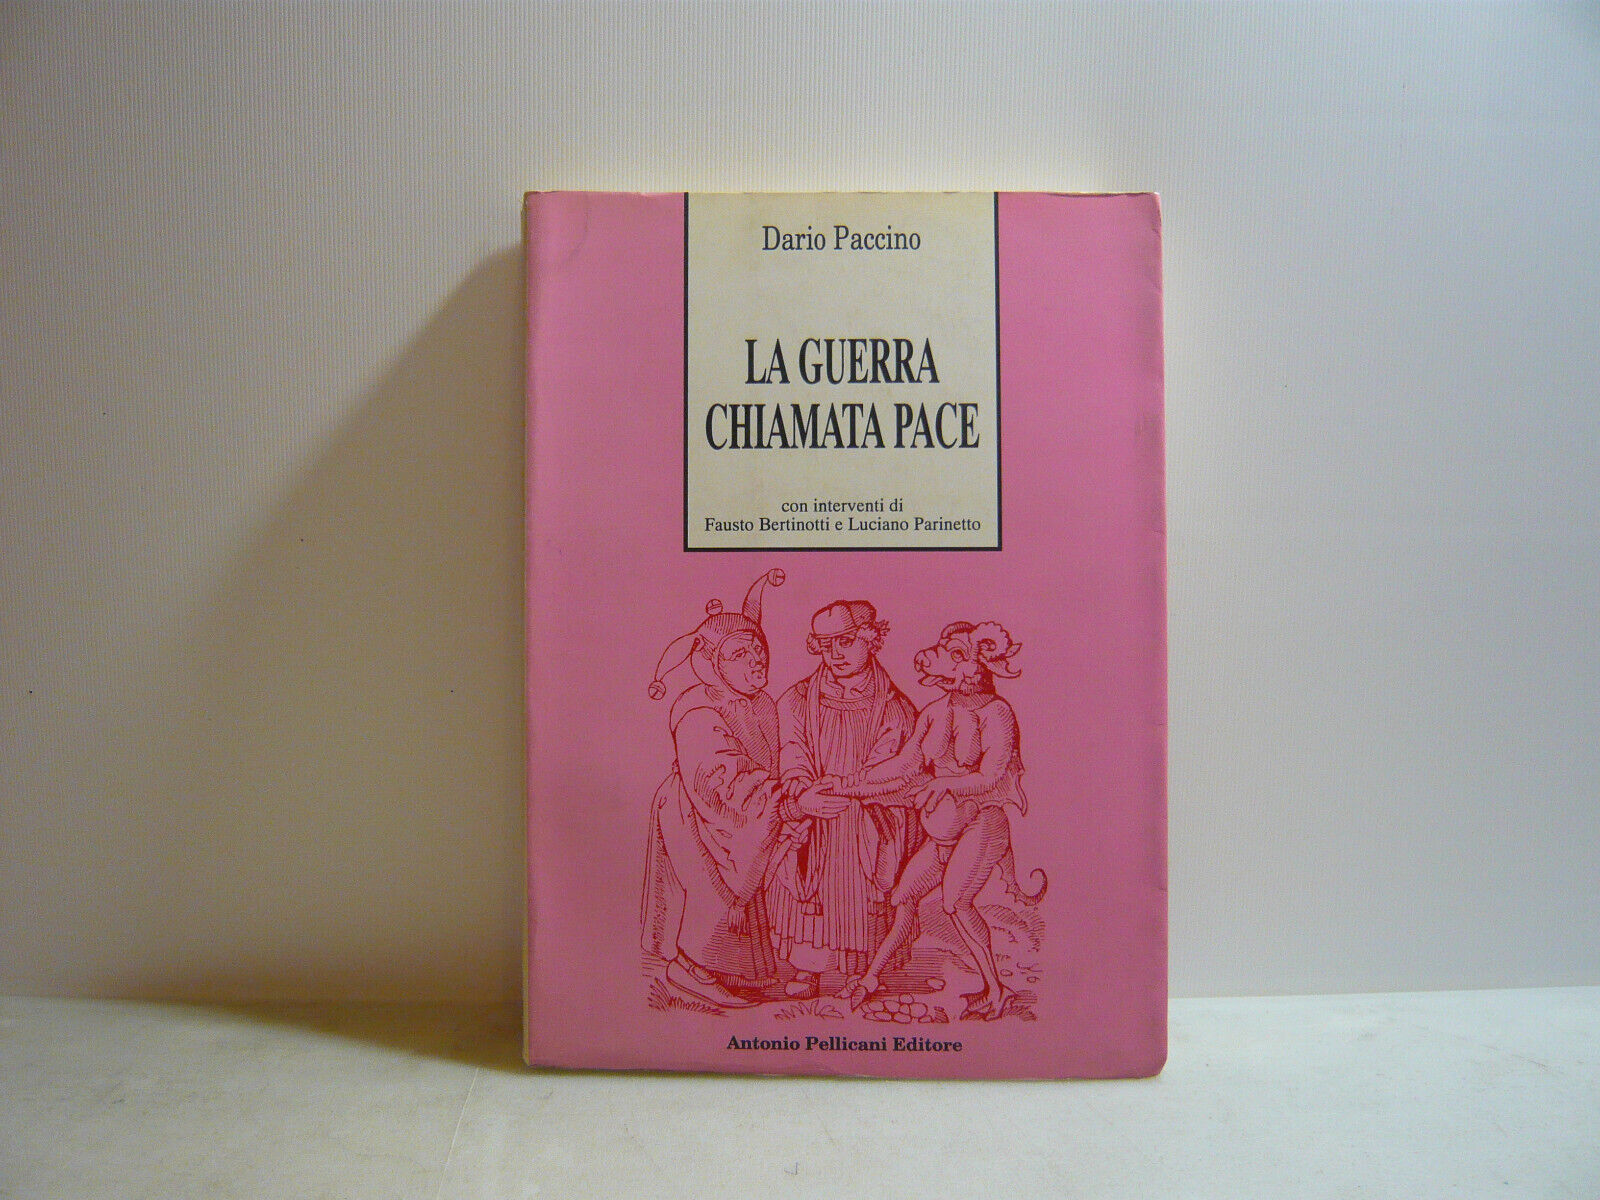 Dario Paccino
LA GUERRA
CHIAMATA PACE
con interventi di
Fausto Bertinotti e Luciano Parinetto
Antonio Pellicani Editore